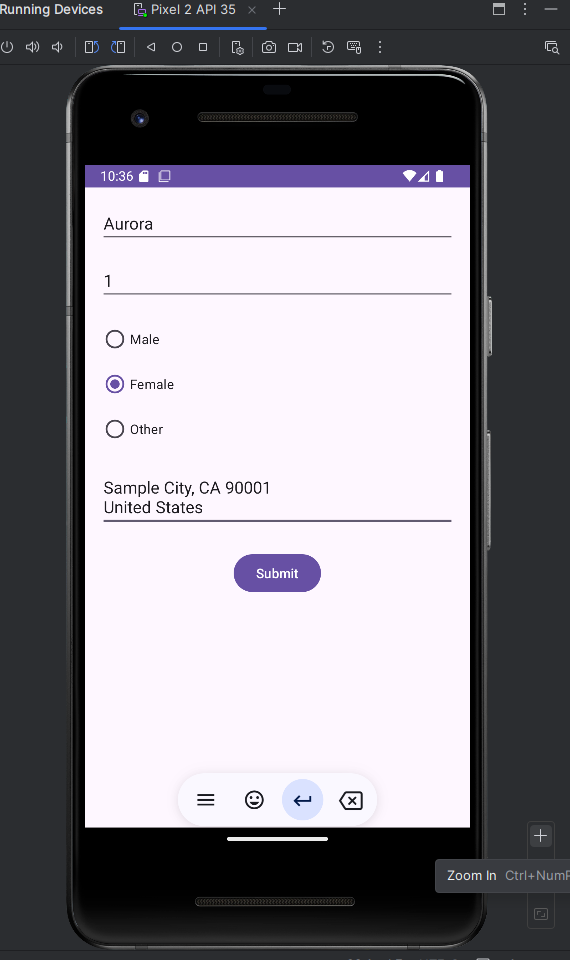 Running Devices
Pixel 2 API 35
10:36
Aurora
1
Male
Female
Other
Sample City, CA 90001
United States
Submit
Zoom In Ctrl+Num